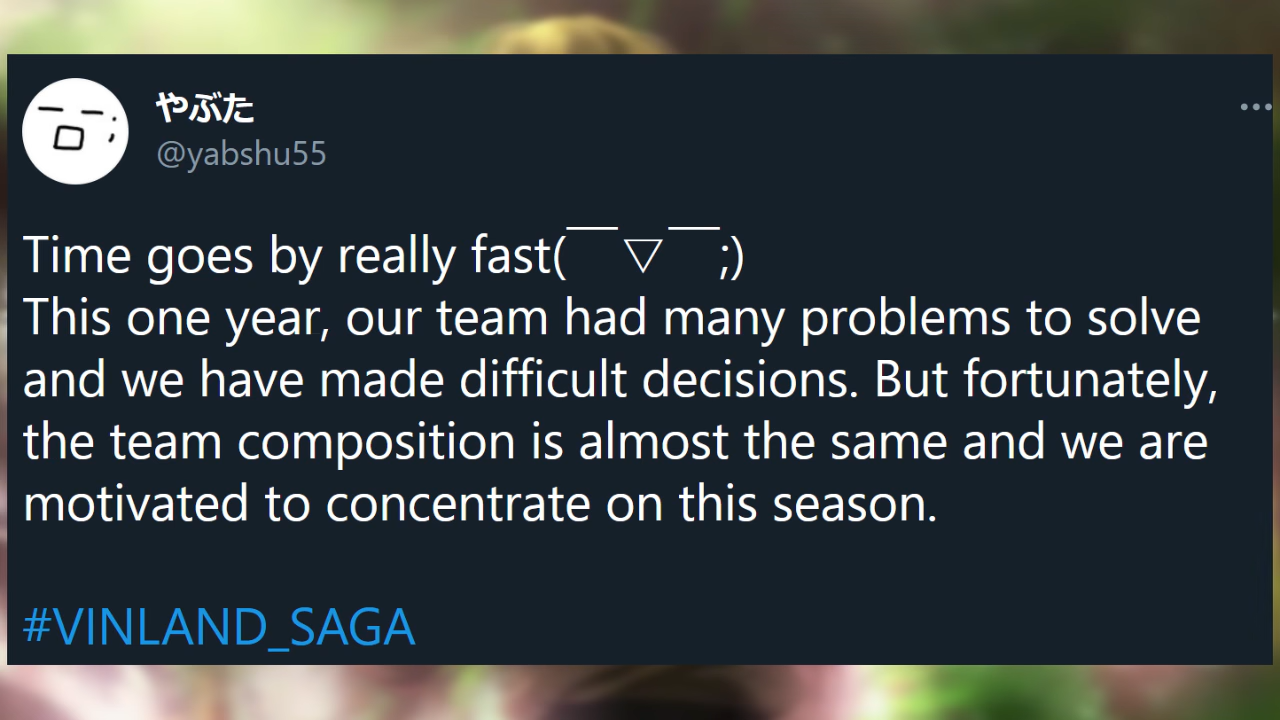 やぶた
@yabshu55
Time goes by really fast(￣▽￣;)
This one year, our team had many problems to solve
and we have made difficult decisions. But fortunately,
the team composition is almost the same and we are
motivated to concentrate on this season.
#VINLAND_SAGA